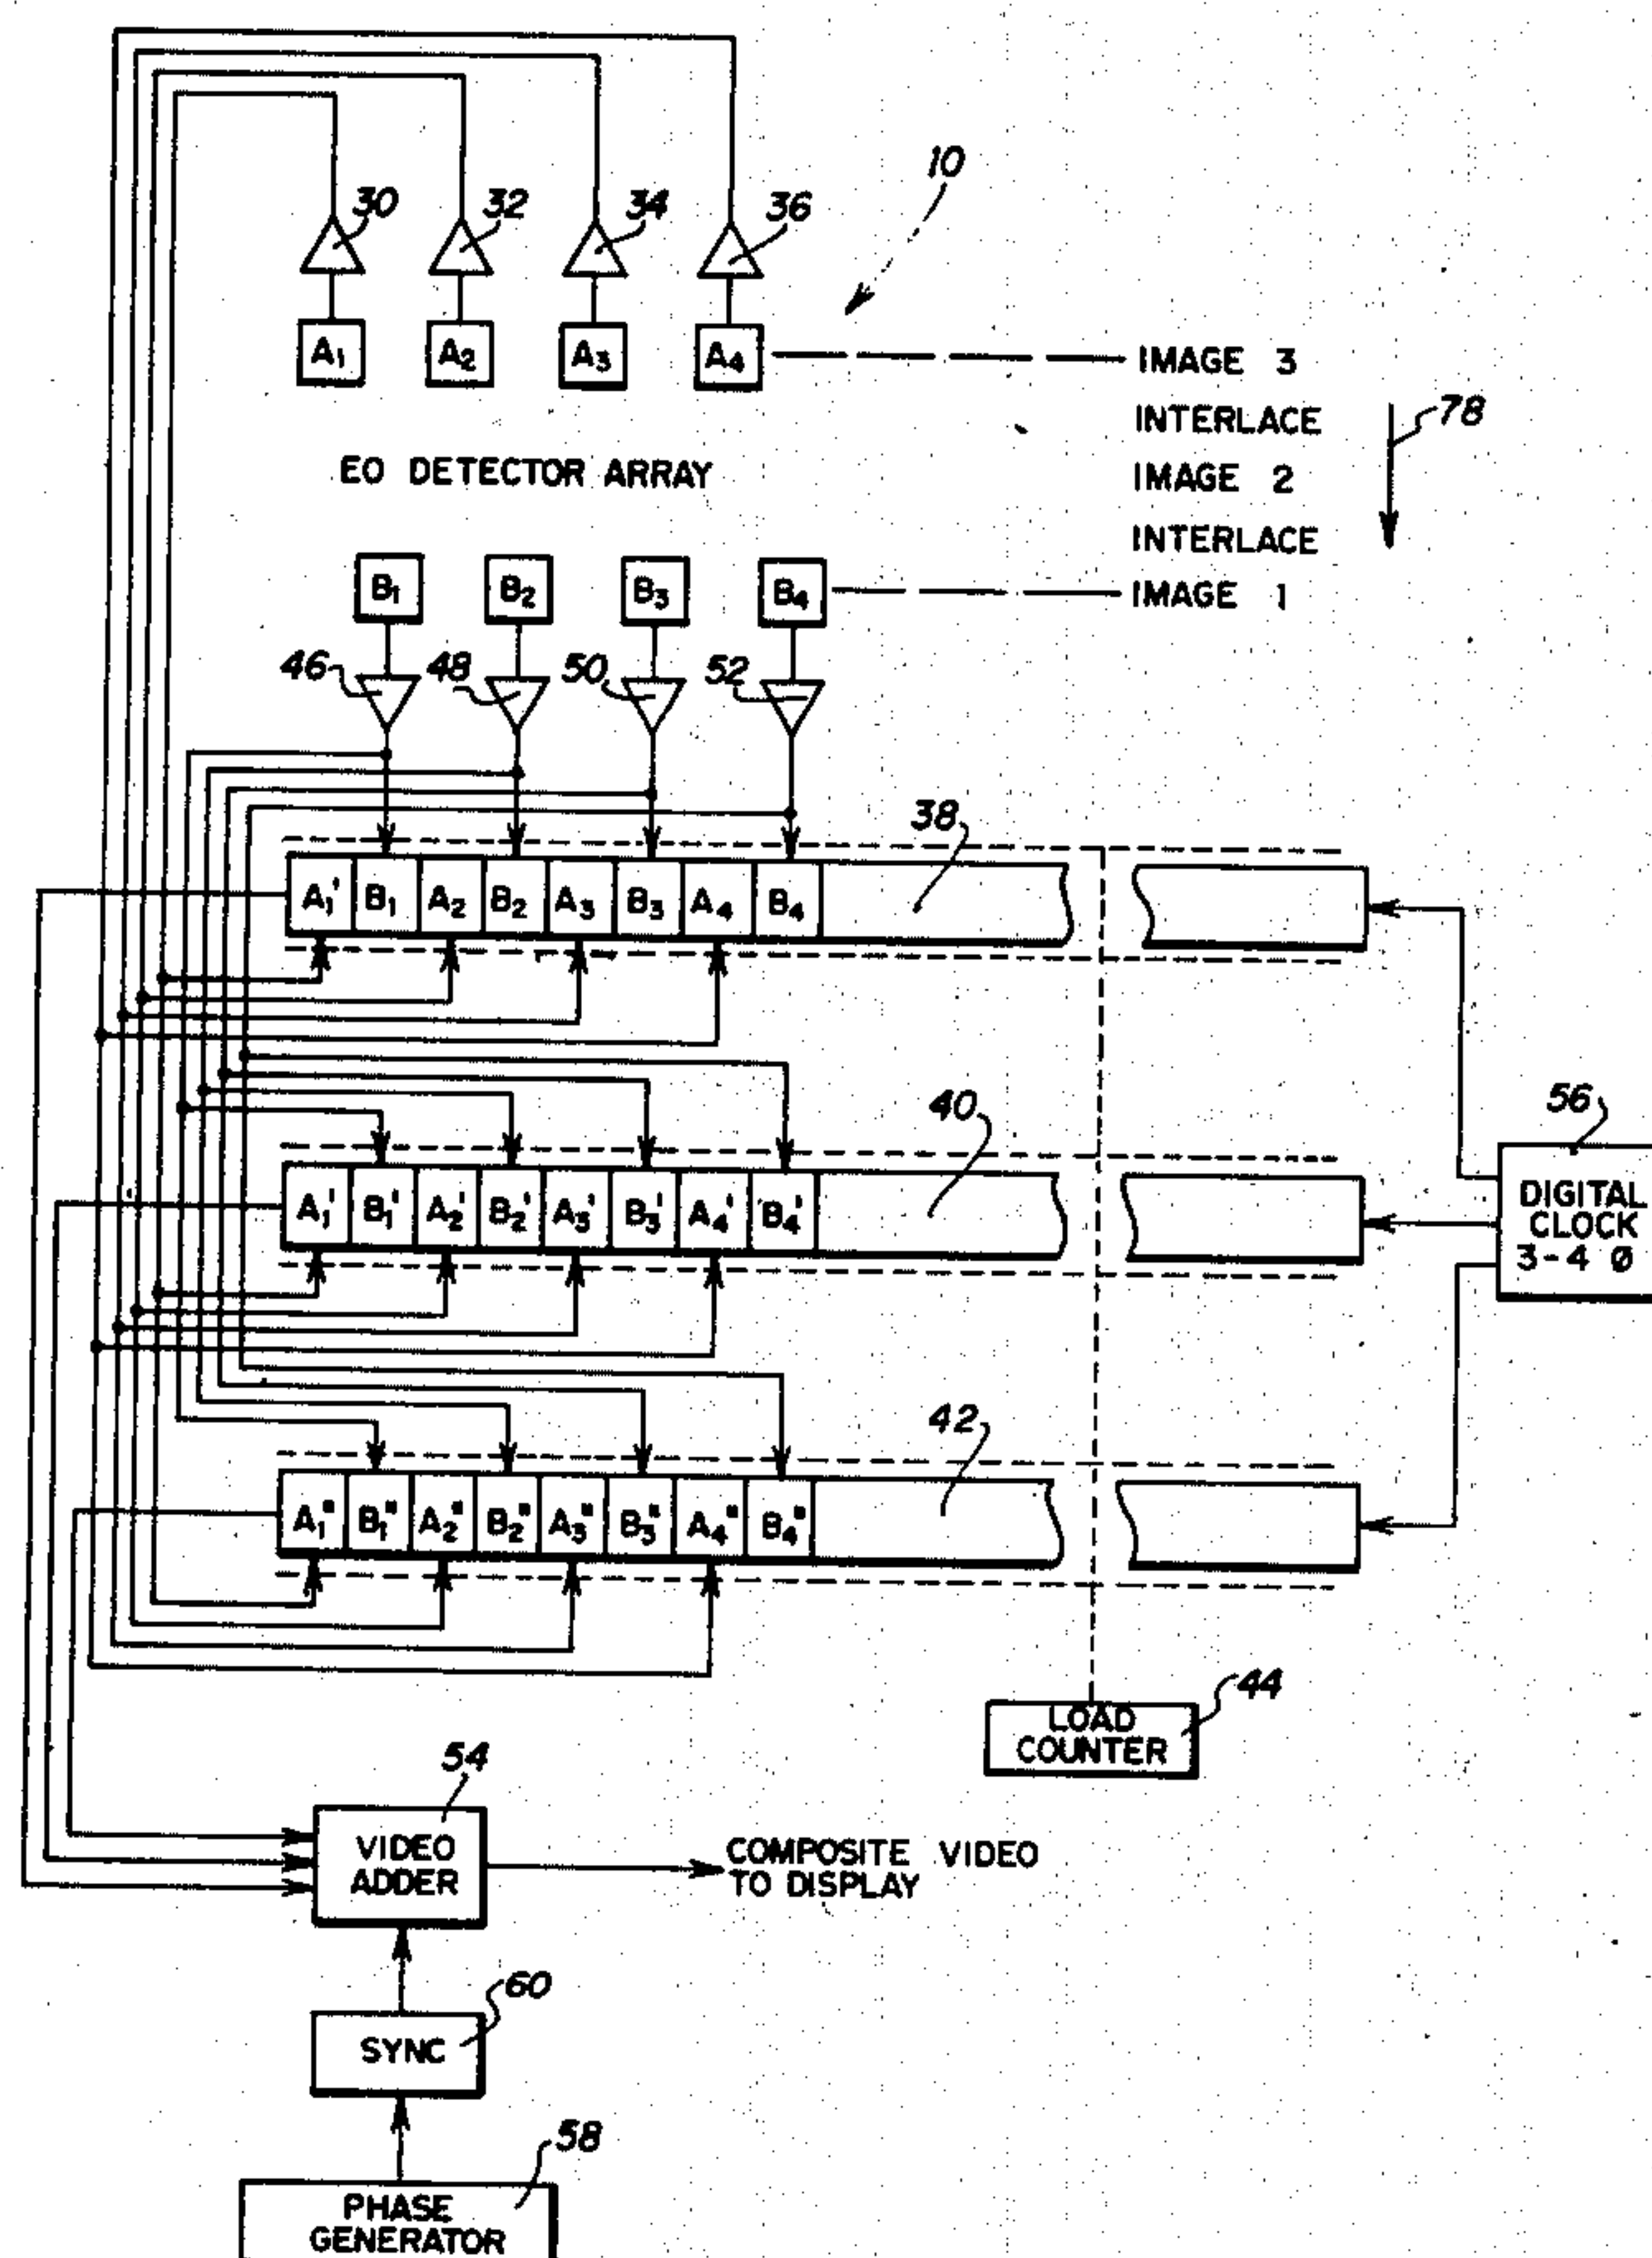 10
30 32 34 36
A1 A2 A3 A4 IMAGE 3
INTERLACE
78
EO DETECTOR ARRAY IMAGE 2
INTERLACE
B1 B2 B3 B4 IMAGE 1
46 48 50 52
38
A1' B1 A2 B2 A3 B3 A4 B4
40
56
A1' B1' A2' B2' A3' B3' A4' B4'
DIGITAL
CLOCK
3-4 Ø
42
A1" B1" A2" B2" A3" B3" A4" B4"
44
LOAD
COUNTER
54
VIDEO
ADDER
COMPOSITE VIDEO
TO DISPLAY
60
SYNC
58
PHASE
GENERATOR